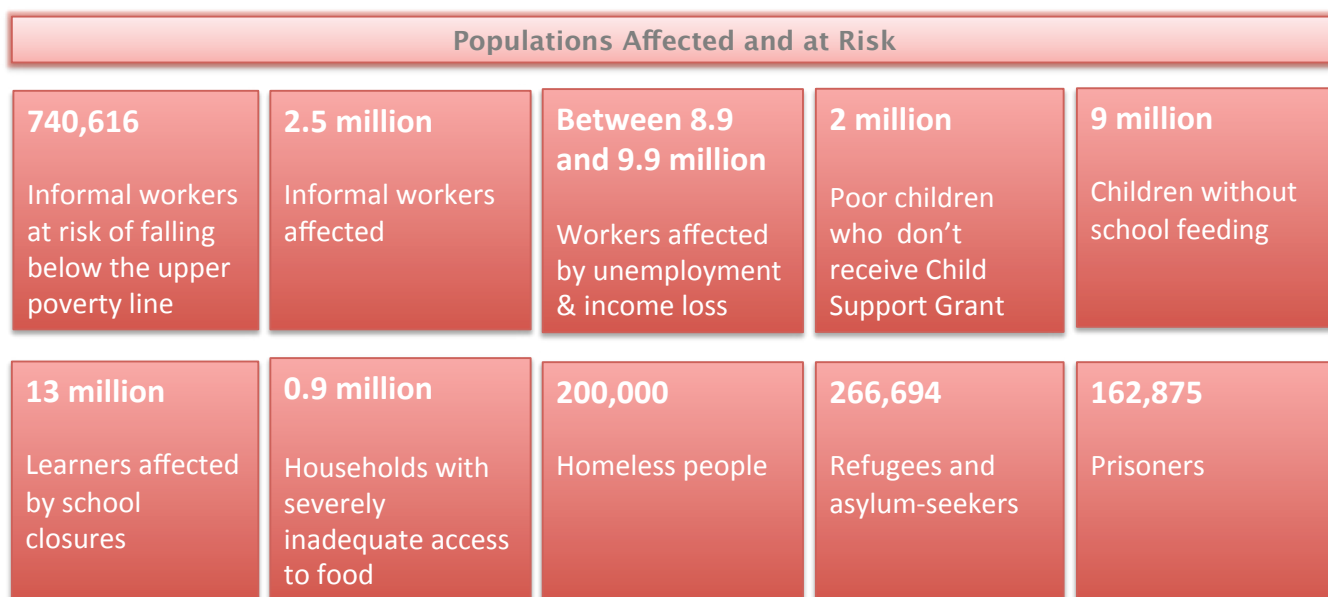 Populations Affected and at Risk
740,616
Informal workers
at risk of falling
below the upper
poverty line
2.5 million
Informal workers
affected
Between 8.9
and 9.9 million
Workers affected
by unemployment
& income loss
2 million
Poor children
who don’t
receive Child
Support Grant
9 million
Children without
school feeding
13 million
Learners affected
by school
closures
0.9 million
Households with
severely
inadequate access
to food
200,000
Homeless people
266,694
Refugees and
asylum-seekers
162,875
Prisoners